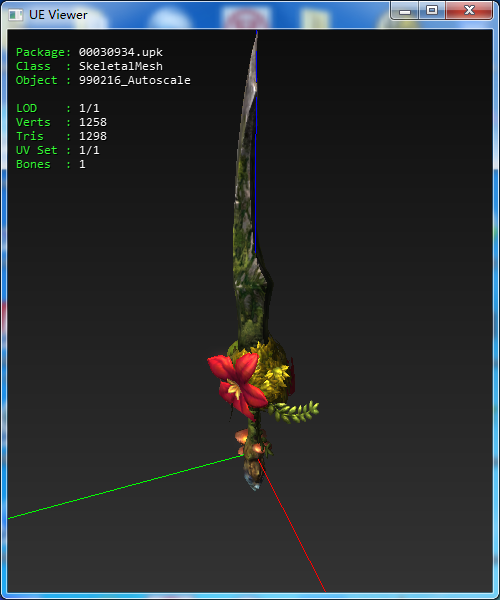 UE Viewer
Package: 00030934.upk
Class : SkeletalMesh
Object : 990216_Autoscale
LOD : 1/1
Verts : 1258
Tris : 1298
UV Set : 1/1
Bones : 1